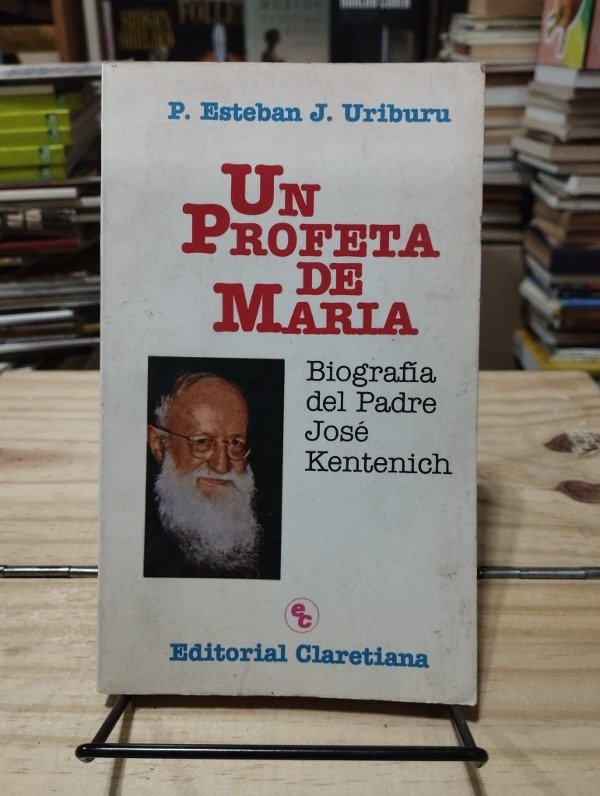 P. Esteban J. Uriburu
Un
Profeta
de
Maria
Biografía
del Padre
José
Kentenich
ec
Editorial Claretiana